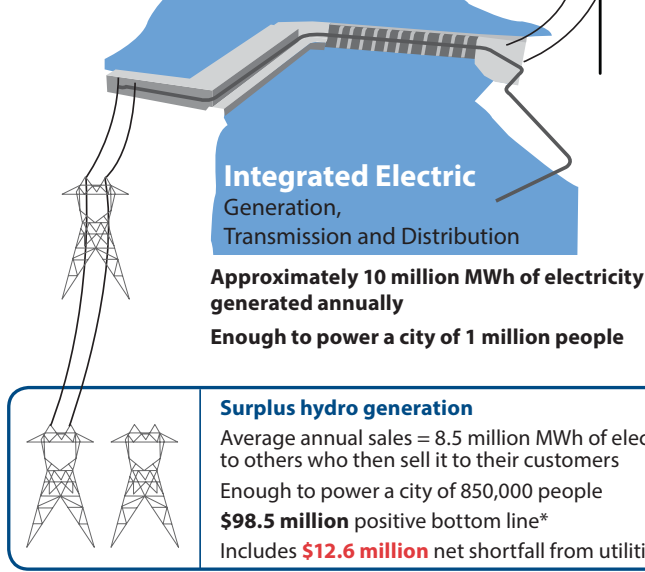 Integrated Electric
Generation,
Transmission and Distribution
Approximately 10 million MWh of electricity
generated annually
Enough to power a city of 1 million people
Surplus hydro generation
Average annual sales = 8.5 million MWh of
to others who then sell it to their customers
Enough to power a city of 850,000 people
$98.5 million positive bottom line*
Includes $12.6 million net shortfall from